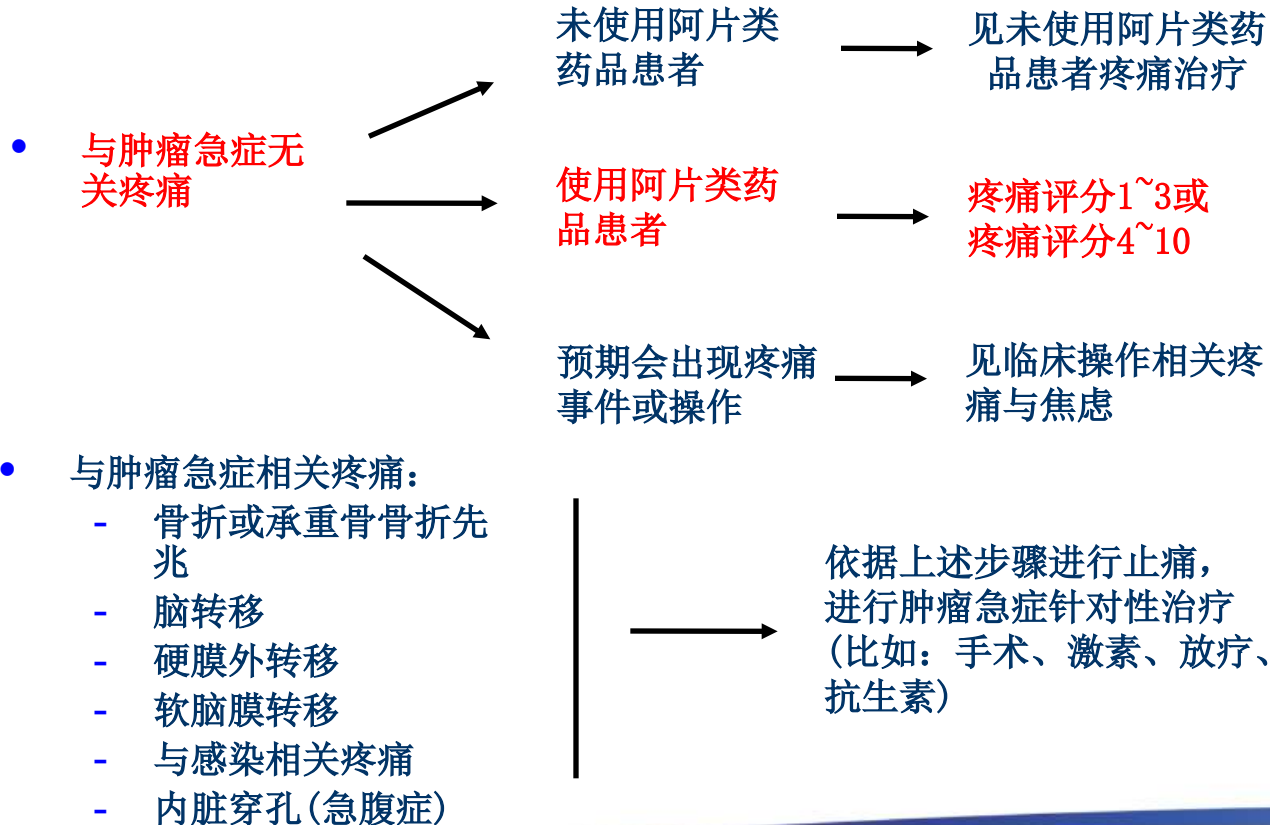 • 与肿瘤急症无
关疼痛
未使用阿片类
药品患者
见未使用阿片类药
品患者疼痛治疗
使用阿片类药
品患者
疼痛评分1~3或
疼痛评分4~10
预期会出现疼痛
事件或操作
见临床操作相关疼
痛与焦虑
• 与肿瘤急症相关疼痛：
- 骨折或承重骨骨折先
兆
- 脑转移
- 硬膜外转移
- 软脑膜转移
- 与感染相关疼痛
- 内脏穿孔(急腹症)
依据上述步骤进行止痛，
进行肿瘤急症针对性治疗
(比如：手术、激素、放疗、
抗生素)